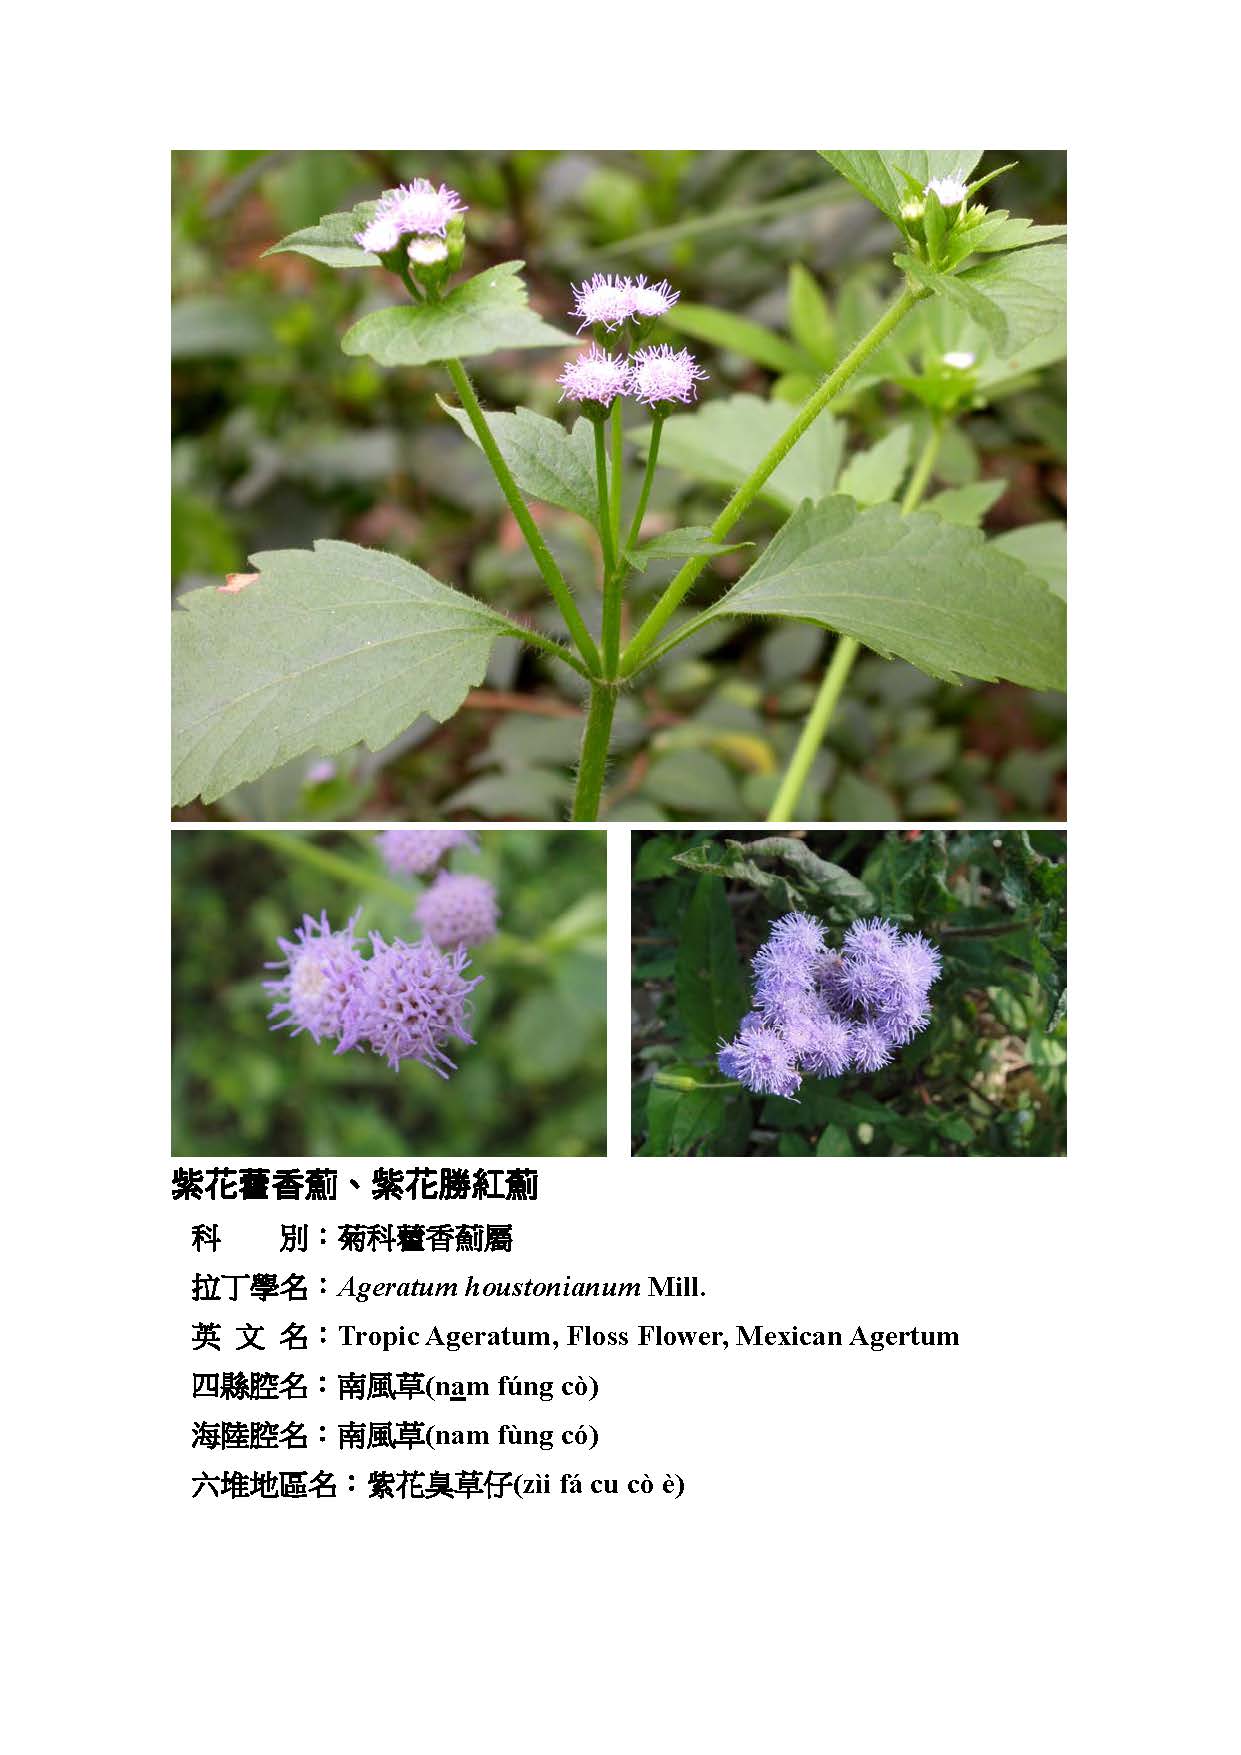 紫花藿香薊、紫花勝紅薊
科　　別：菊科藿香薊屬
拉丁學名：Ageratum houstonianum Mill.
英 文 名：Tropic Ageratum, Floss Flower, Mexican Agertum
四縣腔名：南風草(nam fúng cò)
海陸腔名：南風草(nam fùng có)
六堆地區名：紫花臭草仔(zìi fá cu cò è)